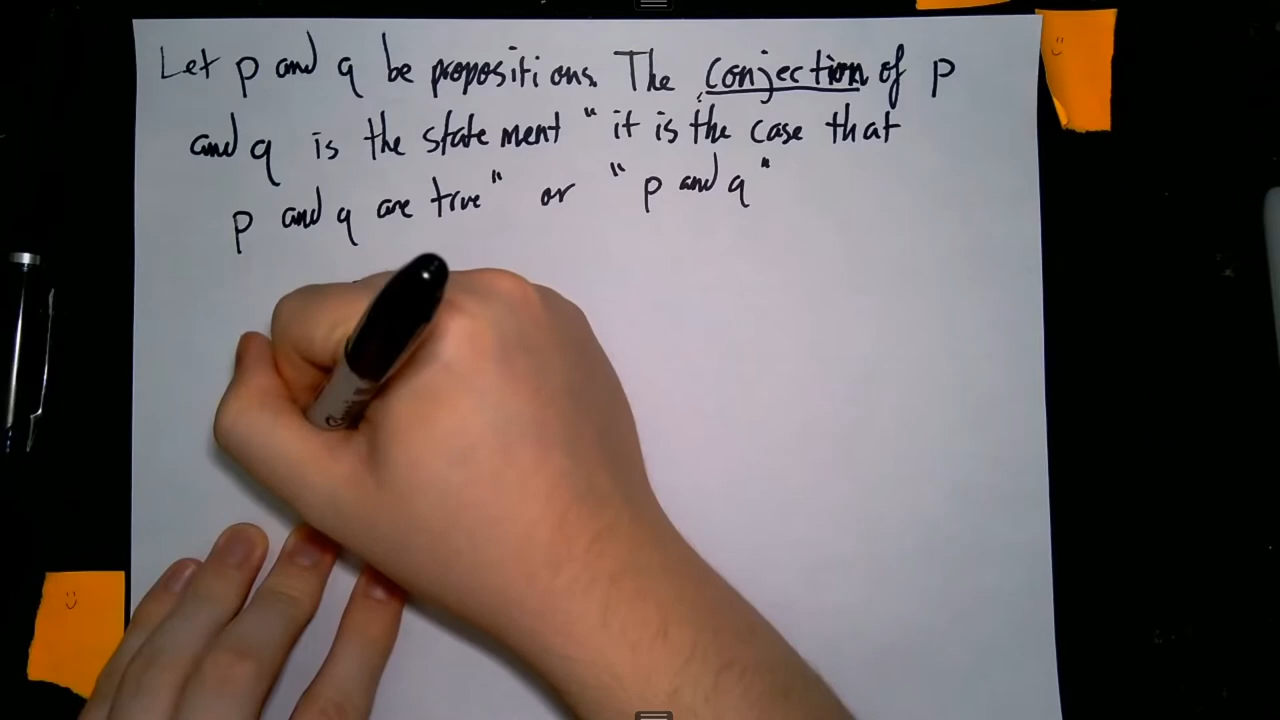 Let p and q be propositions. The conjection of p
and q is the statement "it is the case that
p and q are true" or "p and q"